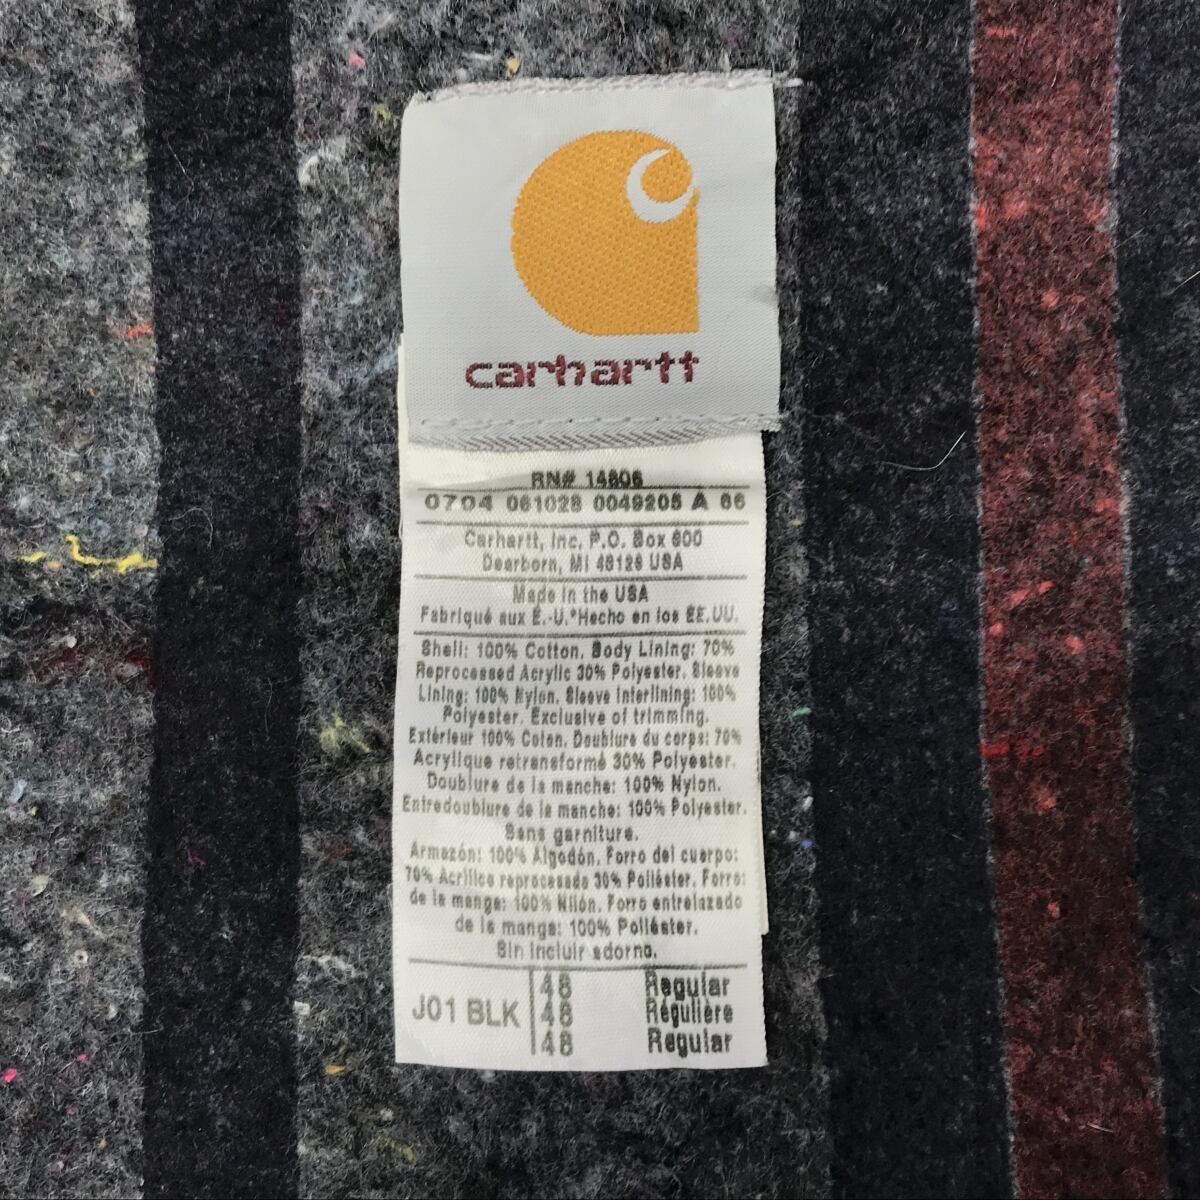 carhartt
RN# 14806
0794 061028 0049205 A 66
Carhartt, Inc. P.O. Box 600
Dearborn, MI 48126 USA
Made in the USA
Fabriqué aux É.-U.*Hecho en los EE.UU.
Shell: 100% Cotton. Body Lining: 70%
Reprocessed Acrylic 30% Polyester. Sleeve
Lining: 100% Nylon. Sleeve Interlining: 100%
Polyester. Exclusive of trimming.
Extérieur 100% Coton. Doublure du corps: 70%
Acrylique retransformé 30% Polyester.
Doublure de la manche: 100% Nylon.
Entredoublure de la manche: 100% Polyester.
Sans garniture.
Armazón: 100% Algodón. Forro del cuerpo:
70% Acrílico reprocesado 30% Poliéster. Forro:
de la manga: 100% Nilón. Forro entrelazado
de la manga: 100% Poliéster.
Sin incluir adorno.
J01 BLK 48 Regular
48 Régulière
48 Regular